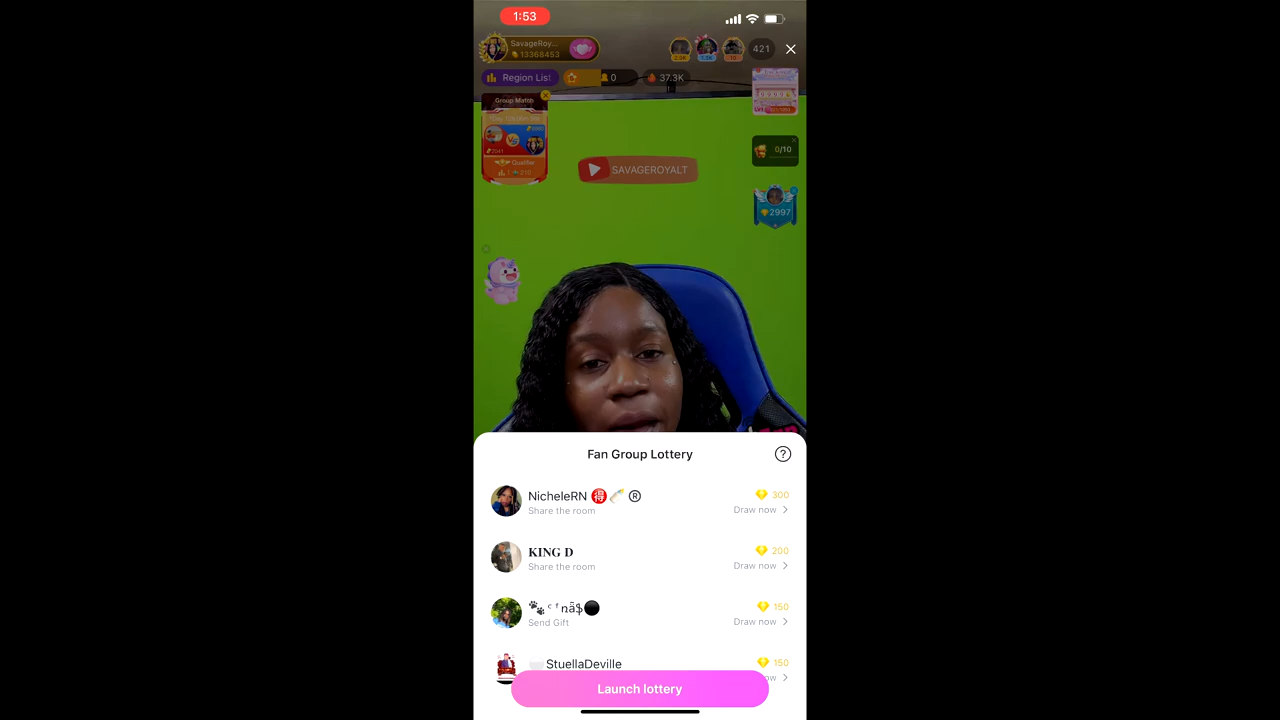 1:53
SavageRoy...
13368453
421
Region List
0
37.3K
Group Match
Qualifier
0/10
SAVAGEROYALT
2997
Fan Group Lottery
?
NicheleRN 🉐 ®
300
Share the room
Draw now >
KING D
200
Share the room
Draw now >
🐾ᶜ ᶠnäʂ⚫
150
Send Gift
Draw now >
StuellaDeville
150
Launch lottery